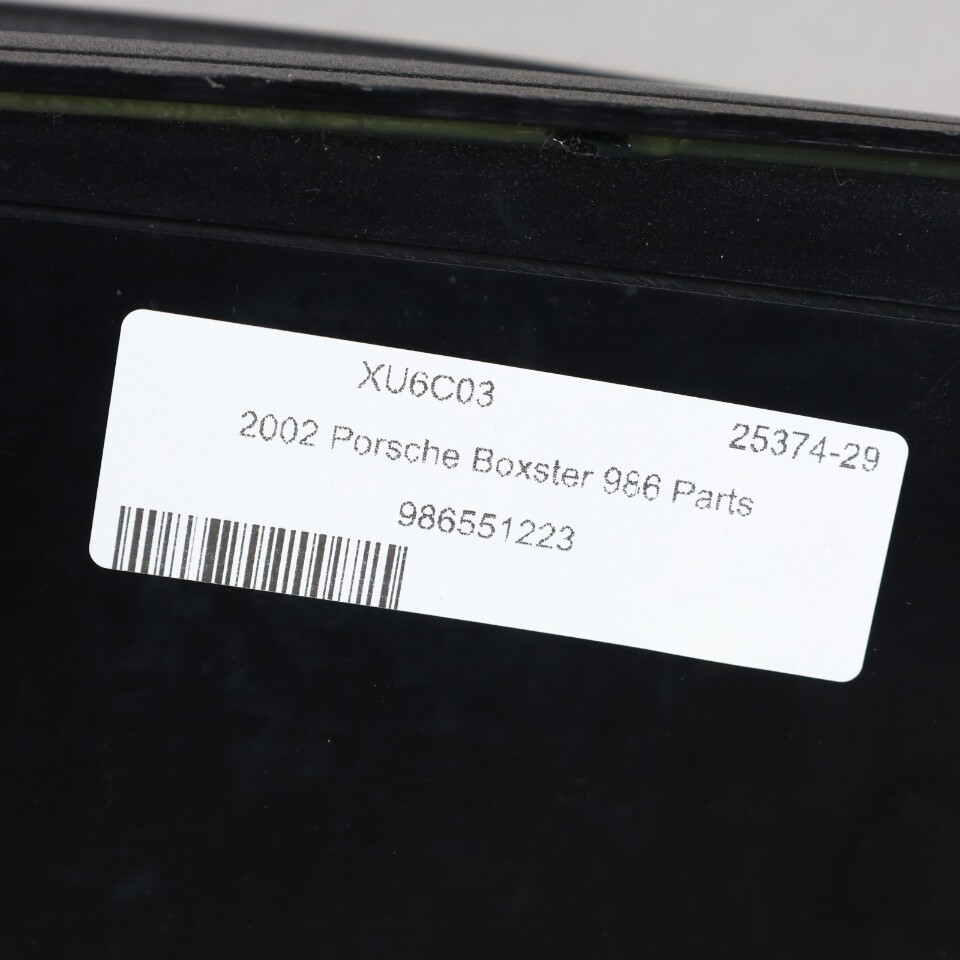 XU6C03
25374-29
2002 Porsche Boxster 986 Parts
986551223